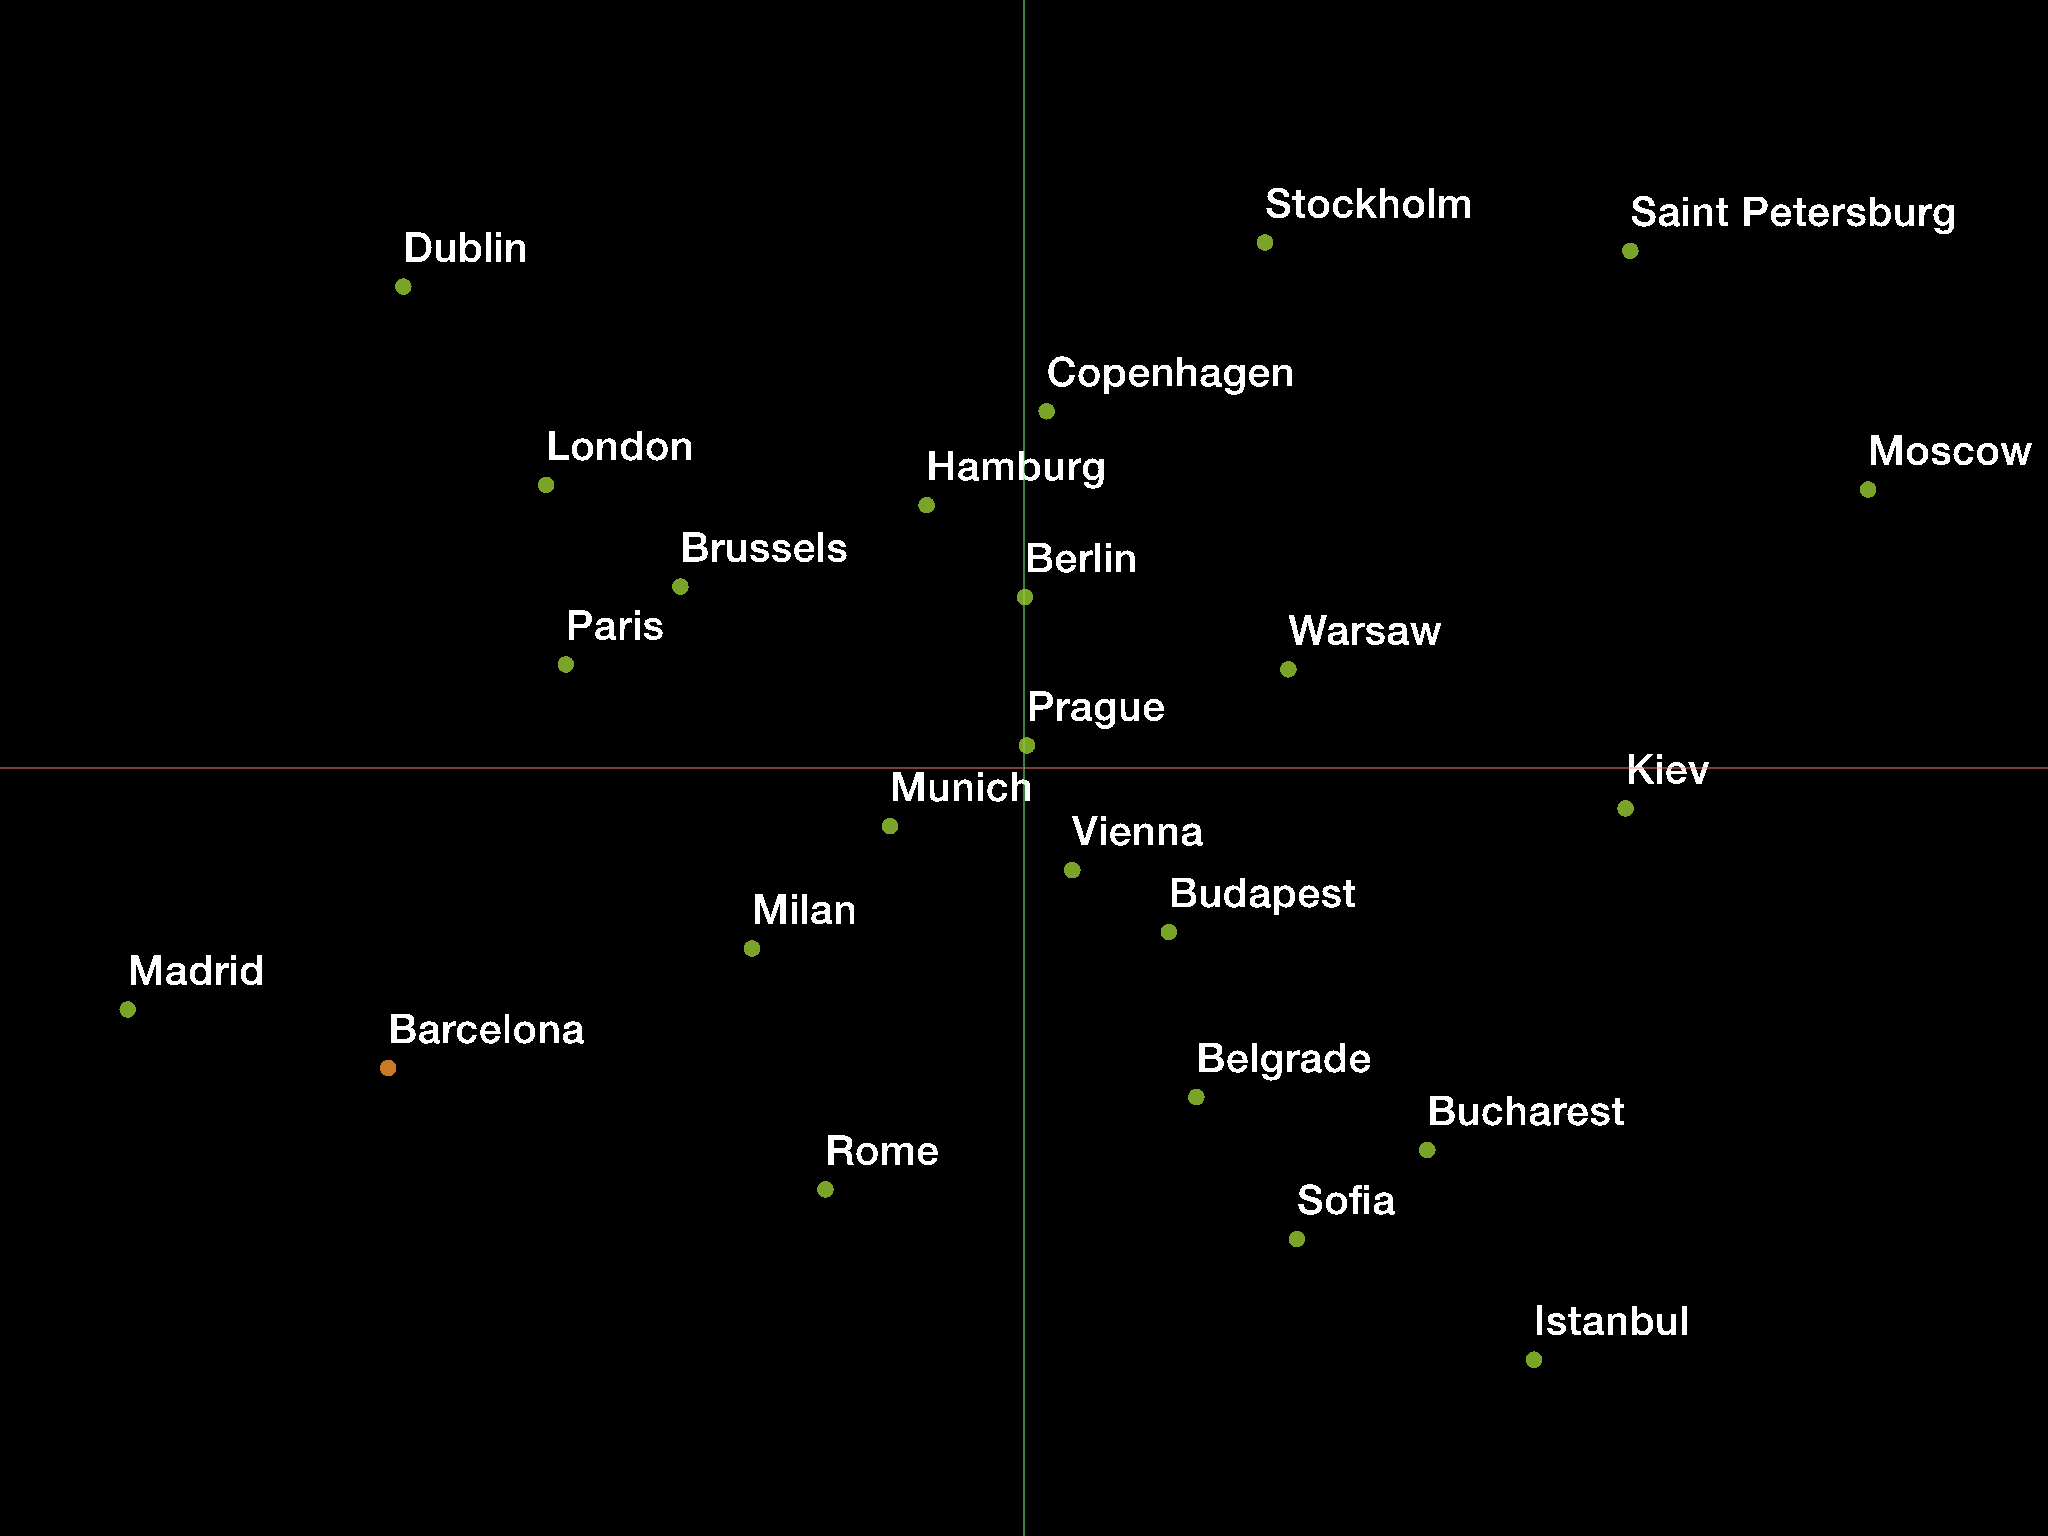 Stockholm
Saint Petersburg
Dublin
Copenhagen
London
Moscow
Hamburg
Brussels
Berlin
Paris
Warsaw
Prague
Kiev
Munich
Vienna
Budapest
Milan
Madrid
Barcelona
Belgrade
Bucharest
Rome
Sofia
Istanbul